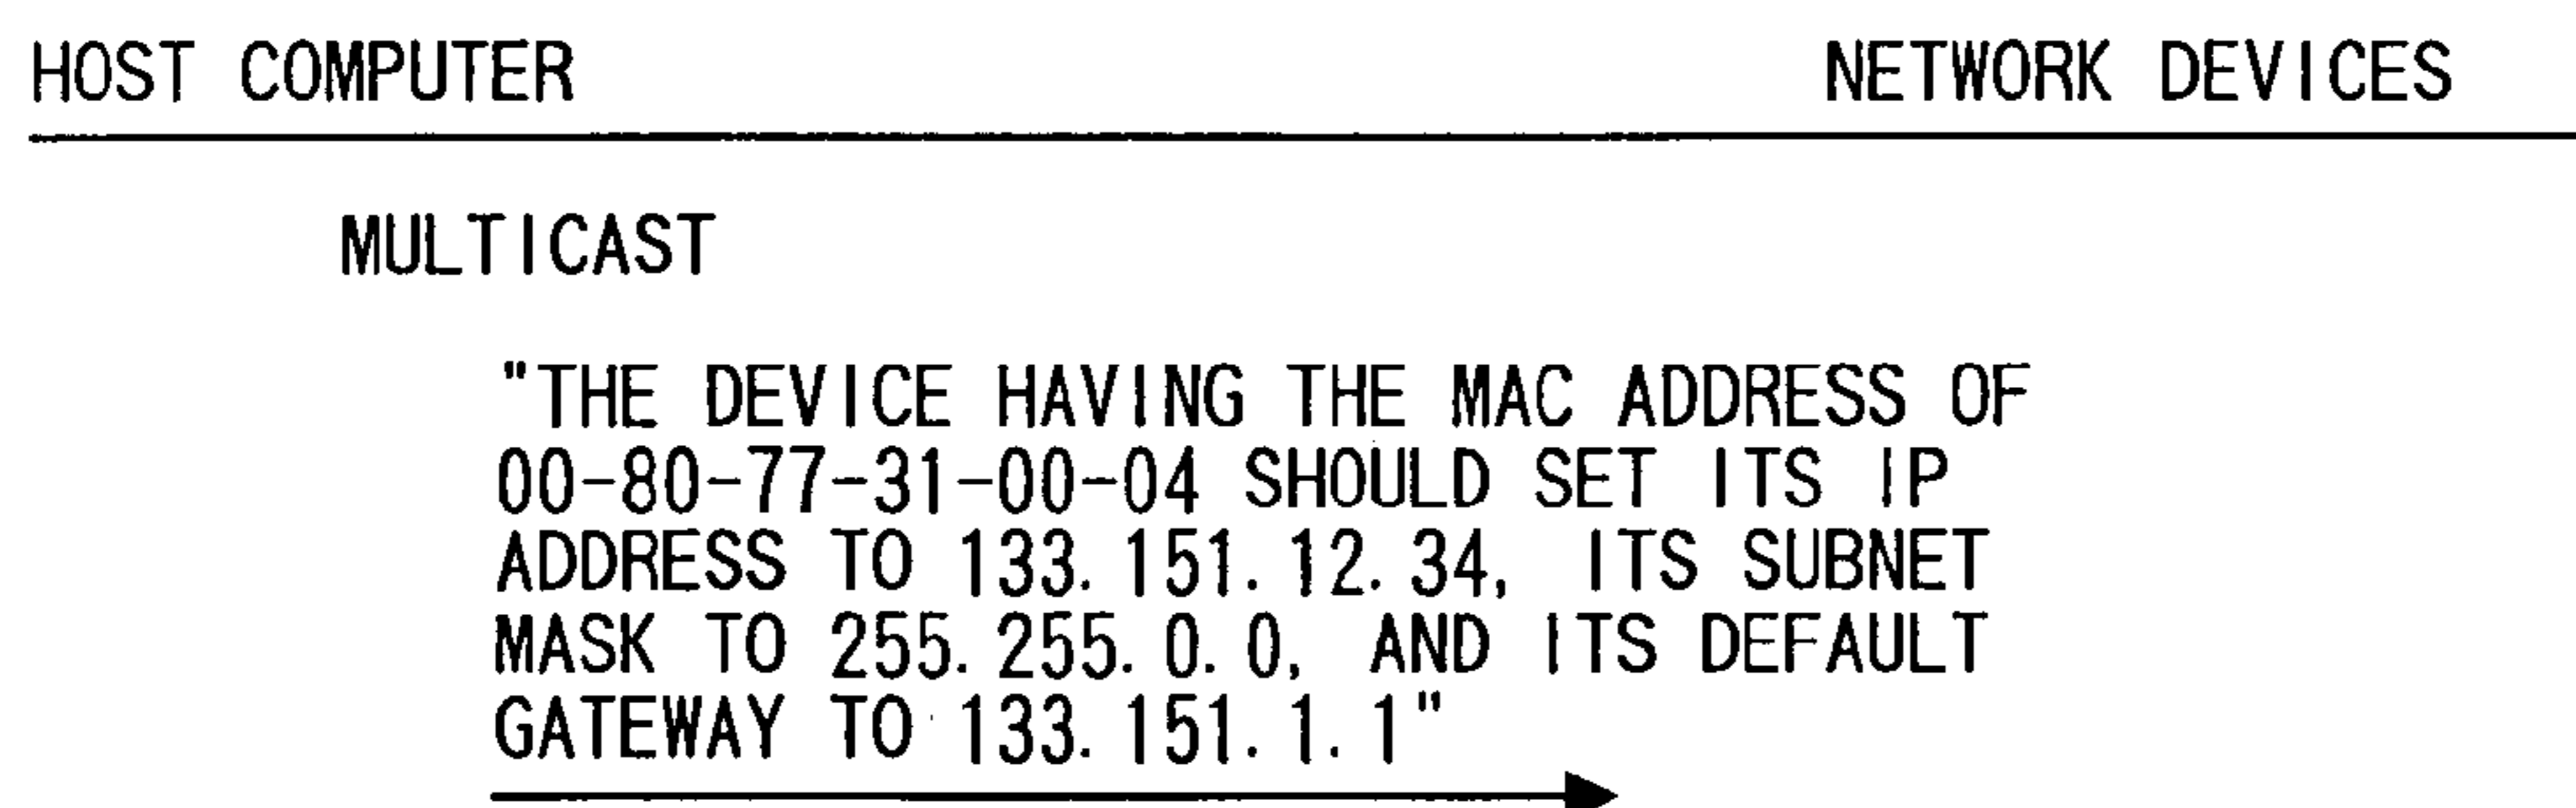 HOST COMPUTER NETWORK DEVICES
MULTICAST
"THE DEVICE HAVING THE MAC ADDRESS OF
00-80-77-31-00-04 SHOULD SET ITS IP
ADDRESS TO 133.151.12.34, ITS SUBNET
MASK TO 255.255.0.0, AND ITS DEFAULT
GATEWAY TO 133.151.1.1"